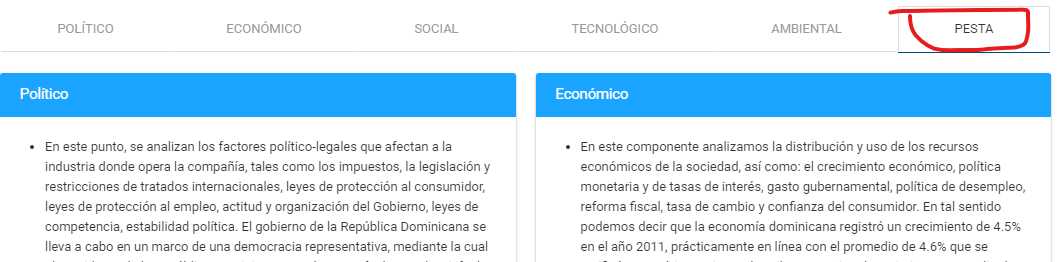 POLÍTICO ECONÓMICO SOCIAL TECNOLÓGICO AMBIENTAL PESTA
Político
En este punto, se analizan los factores político-legales que afectan a la
industria donde opera la compañía, tales como los impuestos, la legislación y
restricciones de tratados internacionales, leyes de protección al consumidor,
leyes de protección al empleo, actitud y organización del Gobierno, leyes de
competencia, estabilidad política. El gobierno de la República Dominicana se
lleva a cabo en un marco de una democracia representativa, mediante la cual
Económico
En este componente analizamos la distribución y uso de los recursos
económicos de la sociedad, así como: el crecimiento económico, política
monetaria y de tasas de interés, gasto gubernamental, política de desempleo,
reforma fiscal, tasa de cambio y confianza del consumidor. En tal sentido
podemos decir que la economía dominicana registró un crecimiento de 4.5%
en el año 2011, prácticamente en línea con el promedio de 4.6% que se